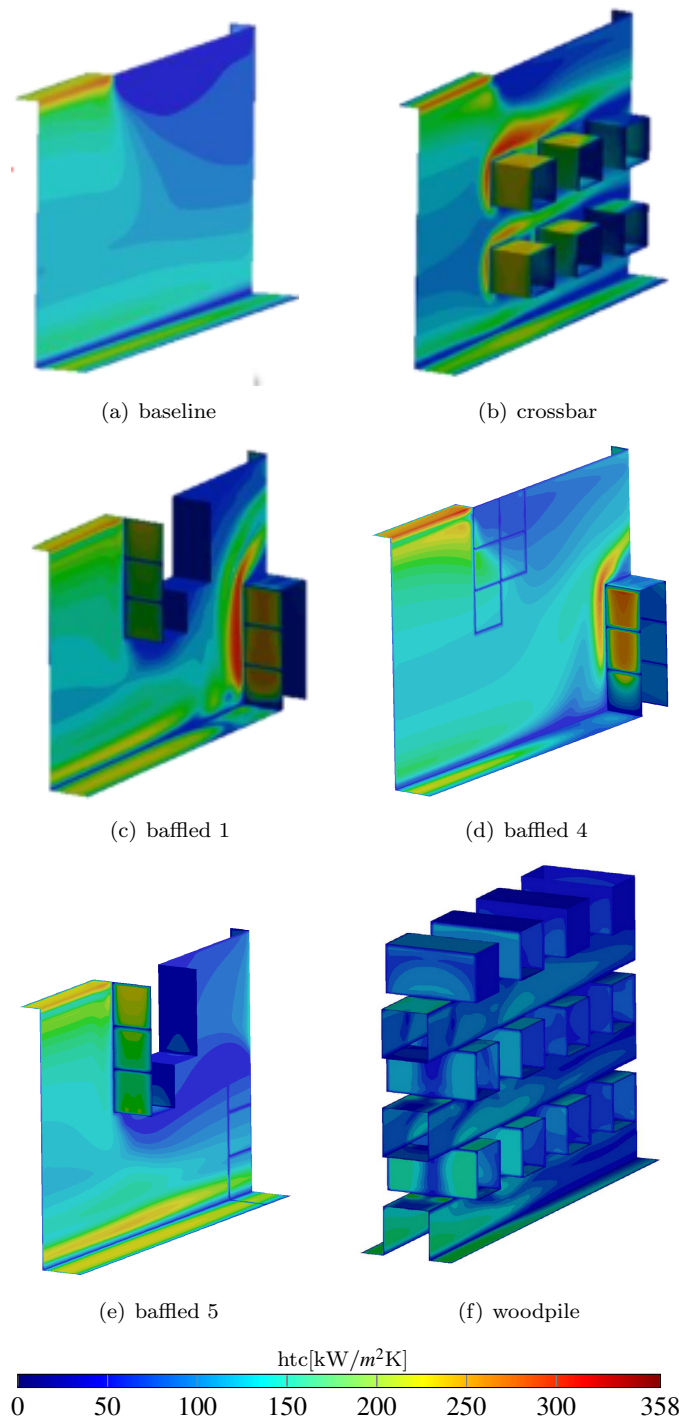 (a) baseline
(b) crossbar
(c) baffled 1
(d) baffled 4
(e) baffled 5
(f) woodpile
htc[kW/m²K]
0 50 100 150 200 250 300 358